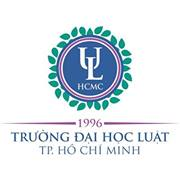 UL
HCMC
1996
TRƯỜNG ĐẠI HỌC LUẬT
TP. HỒ CHÍ MINH